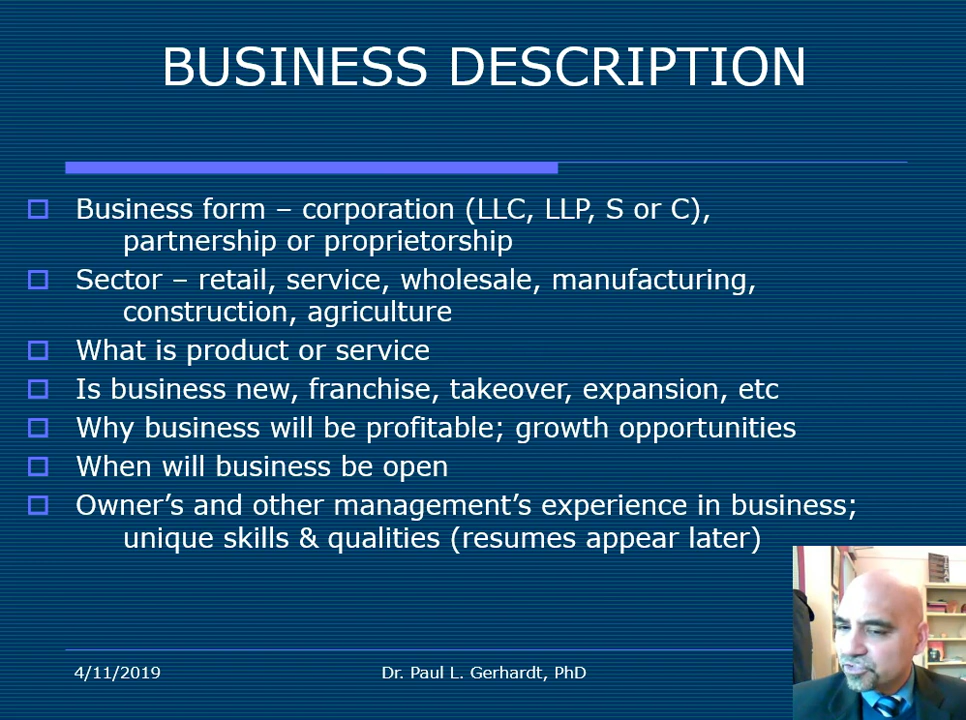 BUSINESS DESCRIPTION
Business form – corporation (LLC, LLP, S or C),
partnership or proprietorship
Sector – retail, service, wholesale, manufacturing,
construction, agriculture
What is product or service
Is business new, franchise, takeover, expansion, etc
Why business will be profitable; growth opportunities
When will business be open
Owner’s and other management’s experience in business;
unique skills & qualities (resumes appear later)
4/11/2019
Dr. Paul L. Gerhardt, PhD